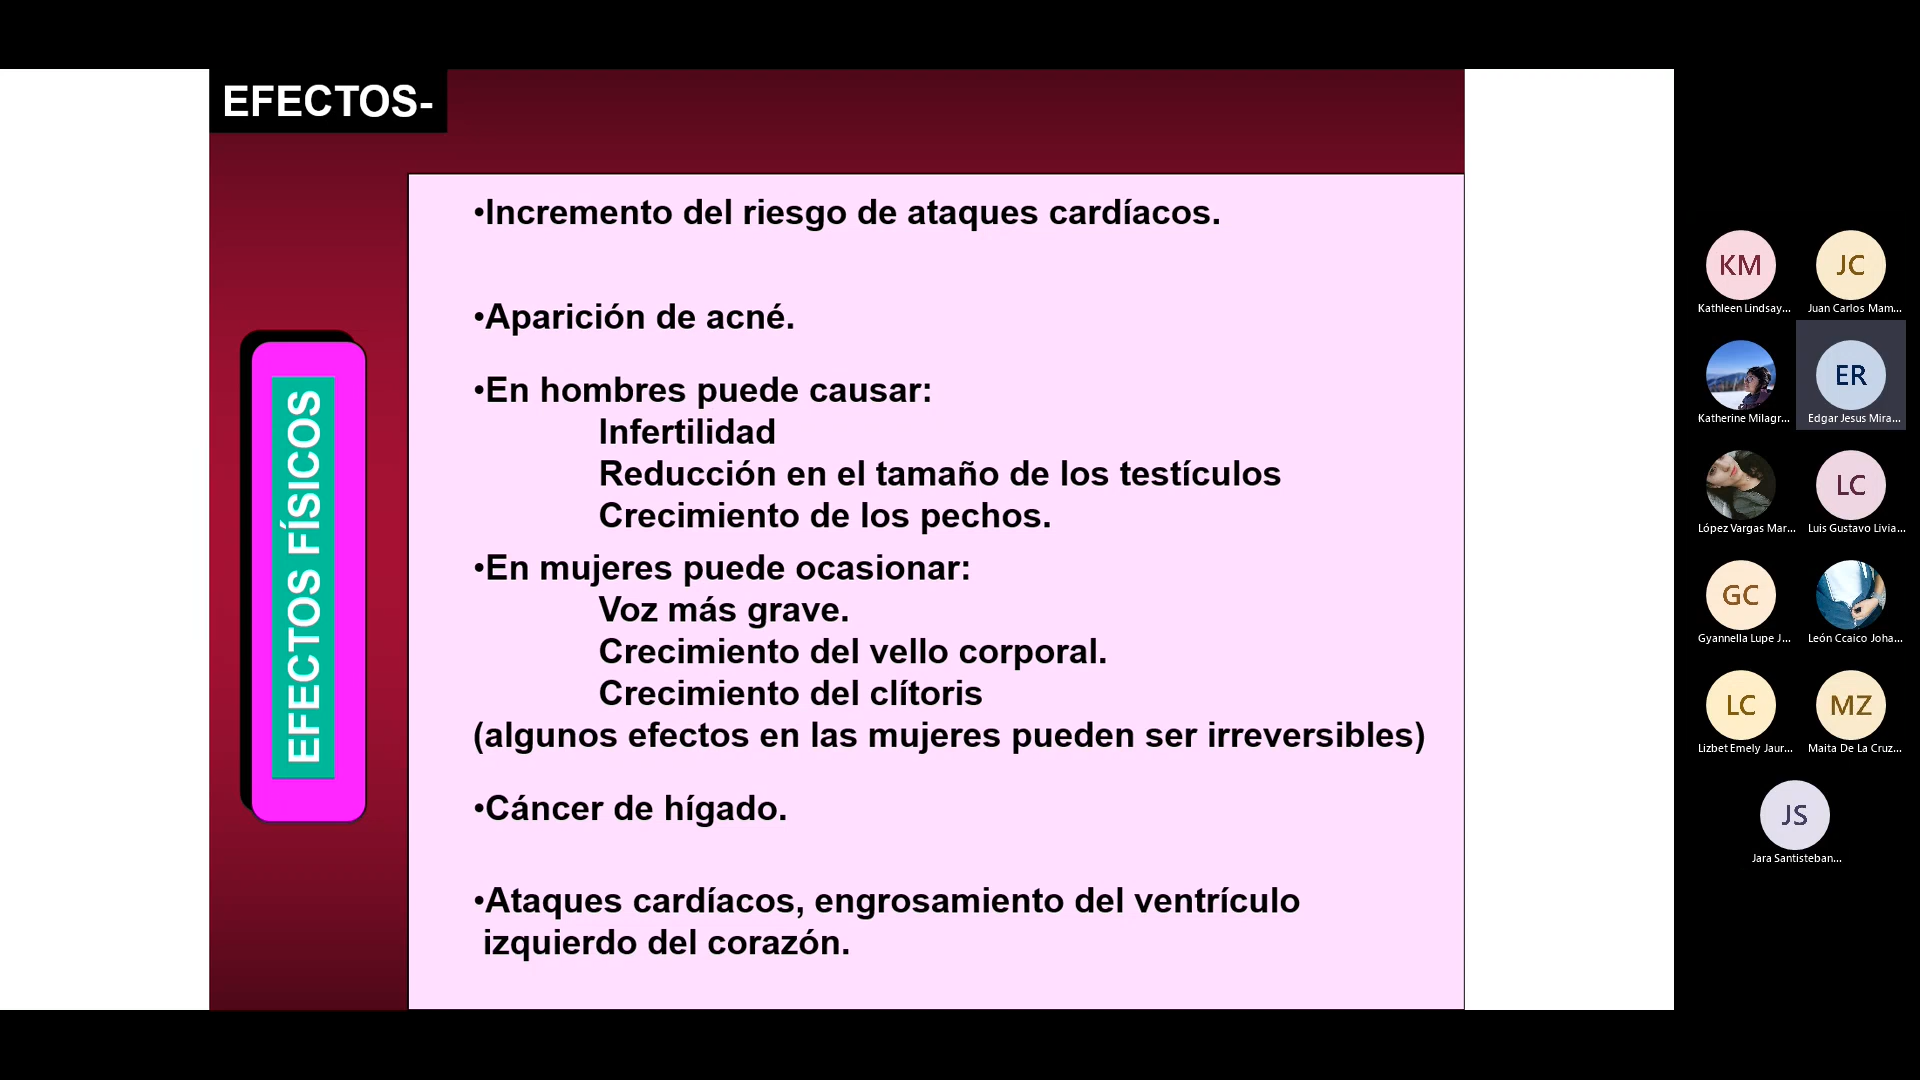 EFECTOS-
EFECTOS FÍSICOS
•Incremento del riesgo de ataques cardíacos.
•Aparición de acné.
•En hombres puede causar:
Infertilidad
Reducción en el tamaño de los testículos
Crecimiento de los pechos.
•En mujeres puede ocasionar:
Voz más grave.
Crecimiento del vello corporal.
Crecimiento del clítoris
(algunos efectos en las mujeres pueden ser irreversibles)
•Cáncer de hígado.
•Ataques cardíacos, engrosamiento del ventrículo
izquierdo del corazón.
KM
Kathleen Lindsay...
JC
Juan Carlos Mam...
Katherine Milagr...
ER
Edgar Jesus Mira...
López Vargas Mar...
LC
Luis Gustavo Livia...
GC
Gyannella Lupe J...
León Ccaico Joha...
LC
Lizbet Emely Jaur...
MZ
Maita De La Cruz...
JS
Jara Santisteban...